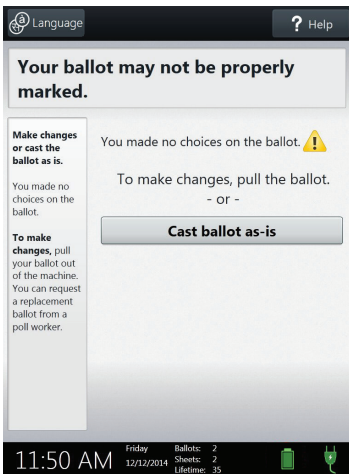 Language
? Help
Your ballot may not be properly
marked.
Make changes
or cast the
ballot as is.
You made no
choices on the
ballot.
To make
changes, pull
your ballot out
of the machine.
You can request
a replacement
ballot from a
poll worker.
You made no choices on the ballot.
To make changes, pull the ballot.
- or -
Cast ballot as-is
11:50 AM
Friday
12/12/2014
Ballots: 2
Sheets: 2
Lifetime: 35